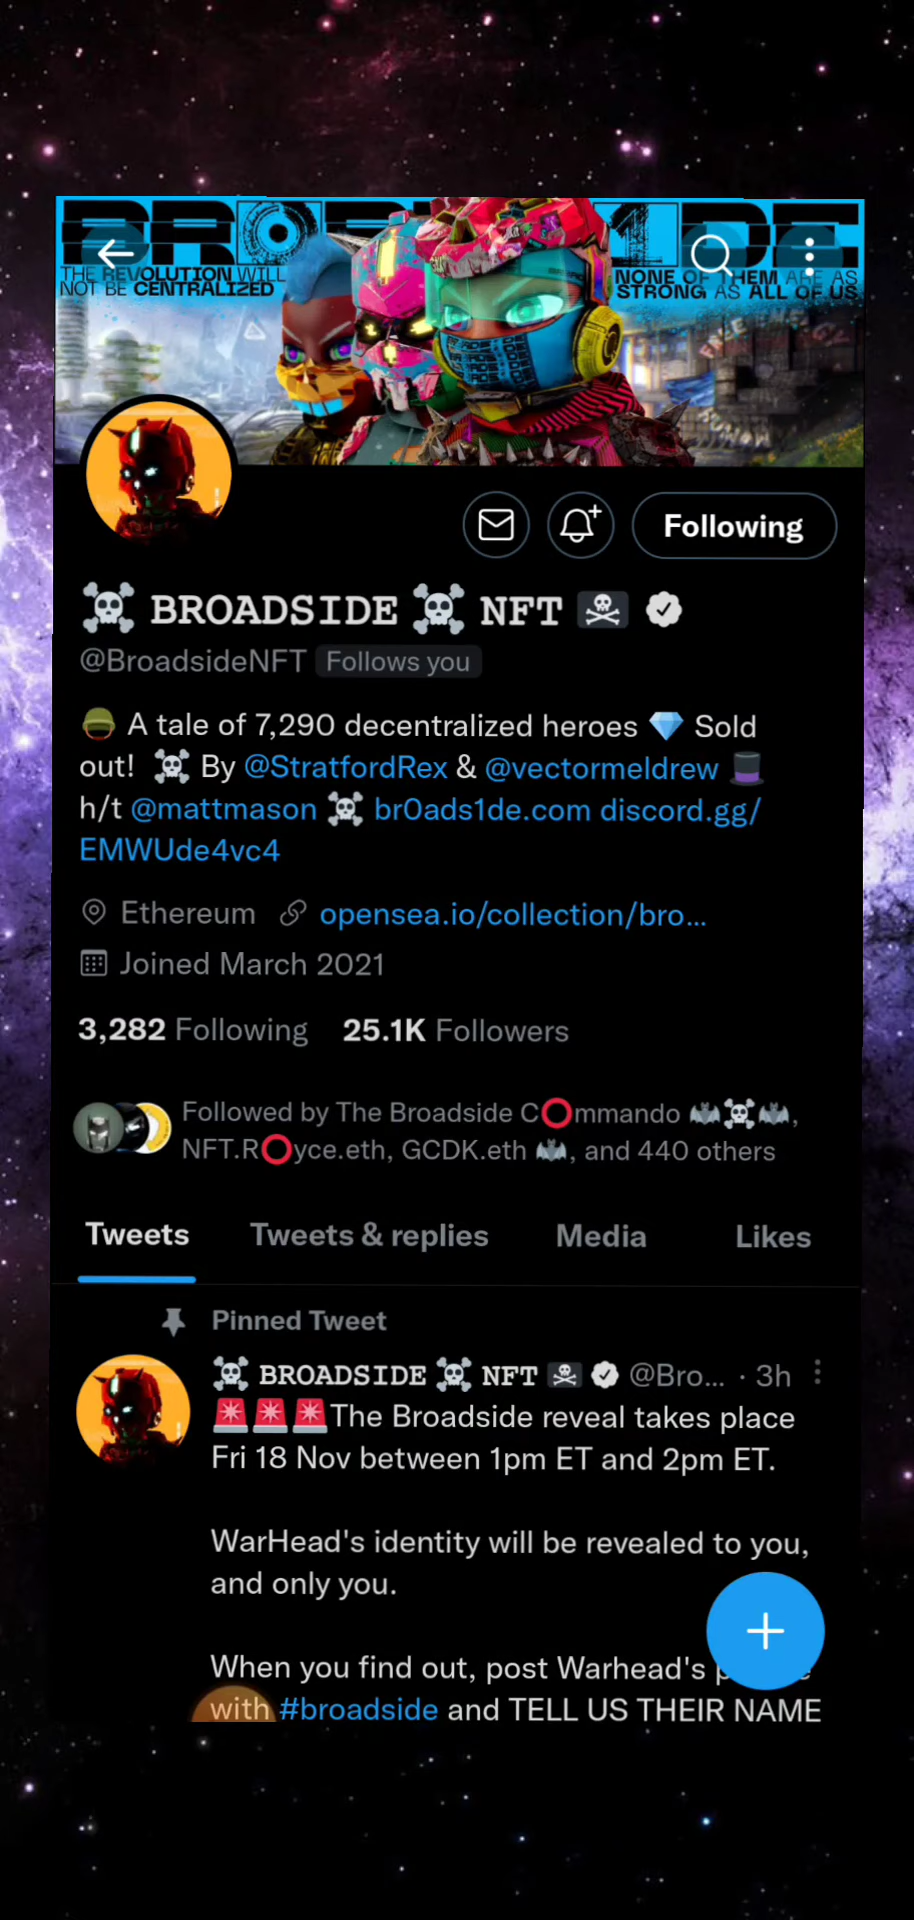 THE REVOLUTION WILL
NOT BE CENTRALIZED
NONE OF THEM ARE AS
STRONG AS ALL OF US
Following
☠ BROADSIDE ☠ NFT 🏴‍☠️
@BroadsideNFT Follows you
🪖 A tale of 7,290 decentralized heroes 💎 Sold
out! ☠ By @StratfordRex & @vectormeldrew 🎩
h/t @mattmason ☠ br0ads1de.com discord.gg/
EMWUde4vc4
Ethereum opensea.io/collection/bro...
Joined March 2021
3,282 Following 25.1K Followers
Followed by The Broadside C⭕mmando 🦇☠🦇,
NFT.R⭕yce.eth, GCDK.eth 🦇, and 440 others
Tweets Tweets & replies Media Likes
Pinned Tweet
☠ BROADSIDE ☠ NFT 🏴‍☠️ @Bro... · 3h
🚨🚨🚨The Broadside reveal takes place
Fri 18 Nov between 1pm ET and 2pm ET.
WarHead's identity will be revealed to you,
and only you.
When you find out, post Warhead's
with #broadside and TELL US THEIR NAME